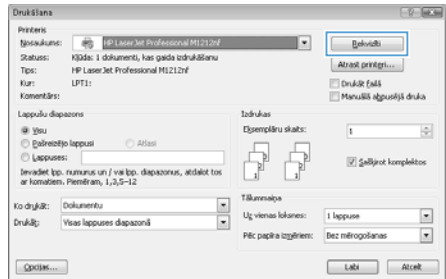 Drukāšana
Printeris
Nosaukums: HP LaserJet Professional M1212nf
Rekvizīti
Statuss: Kļūda: 1 dokumenti, kas gaida izdrukāšanu
Atrast printeri...
Tips: HP LaserJet Professional M1212nf
Kur: LPT1:
Drukāt failā
Komentārs:
Manuālā abpusējā druka
Lappušu diapazons
Izdrukas
Visu
Eksemplāru skaits: 1
Pašreizējo lappusi
Atlasi
Lappuses:
Sašķirot komplektos
Ievadiet lpp. numurus un / vai lpp. diapazonus, atdalot tos
ar komatiem. Piemēram, 1,3,5–12
Tālummaiņa
Ko drukāt: Dokumentu
Uz vienas loksnes: 1 lappuse
Drukāt: Visas lappuses diapazonā
Pēc papīra izmēriem: Bez mērogošanas
Opcijas...
Labi
Atcelt